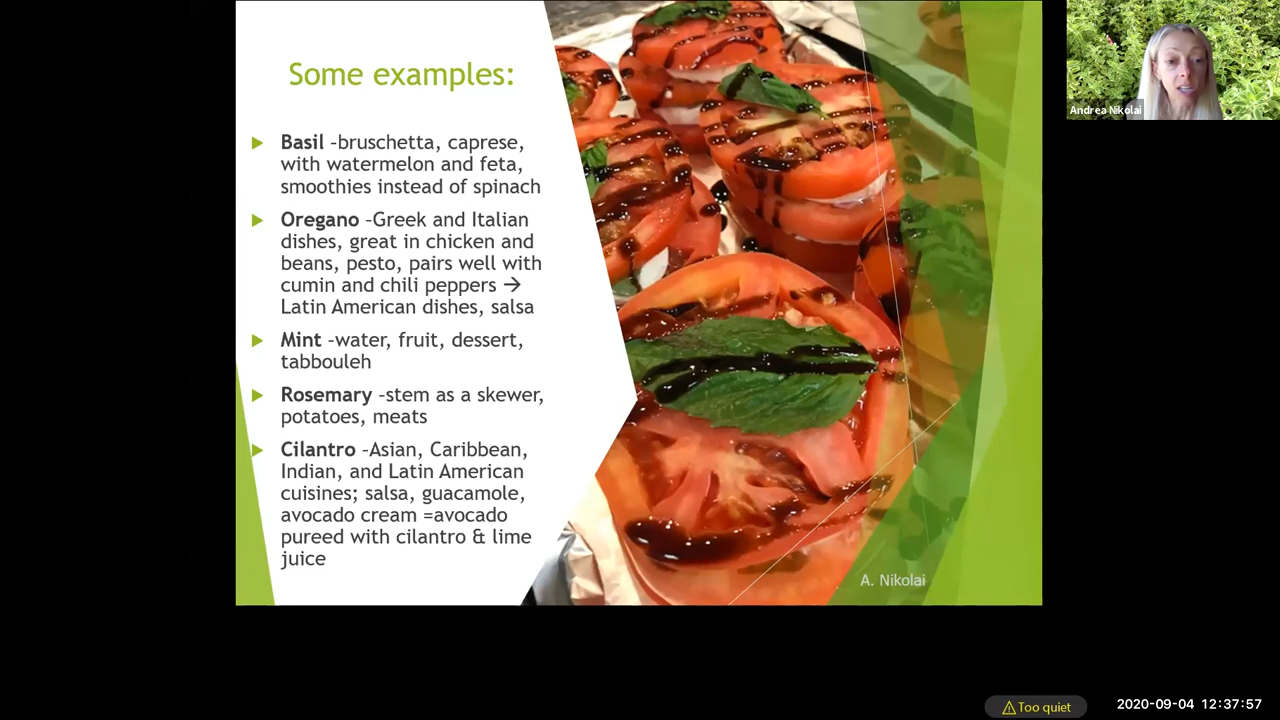 Some examples:
Basil –bruschetta, caprese,
with watermelon and feta,
smoothies instead of spinach
Oregano –Greek and Italian
dishes, great in chicken and
beans, pesto, pairs well with
cumin and chili peppers →
Latin American dishes, salsa
Mint –water, fruit, dessert,
tabbouleh
Rosemary –stem as a skewer,
potatoes, meats
Cilantro –Asian, Caribbean,
Indian, and Latin American
cuisines; salsa, guacamole,
avocado cream =avocado
pureed with cilantro & lime
juice
A. Nikolai
Andrea Nikolai
Too quiet
2020-09-04 12:37:57